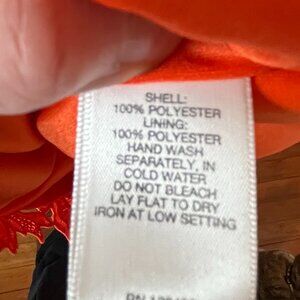 SHELL:
100% POLYESTER
LINING:
100% POLYESTER
HAND WASH
SEPARATELY, IN
COLD WATER
DO NOT BLEACH
LAY FLAT TO DRY
IRON AT LOW SETTING